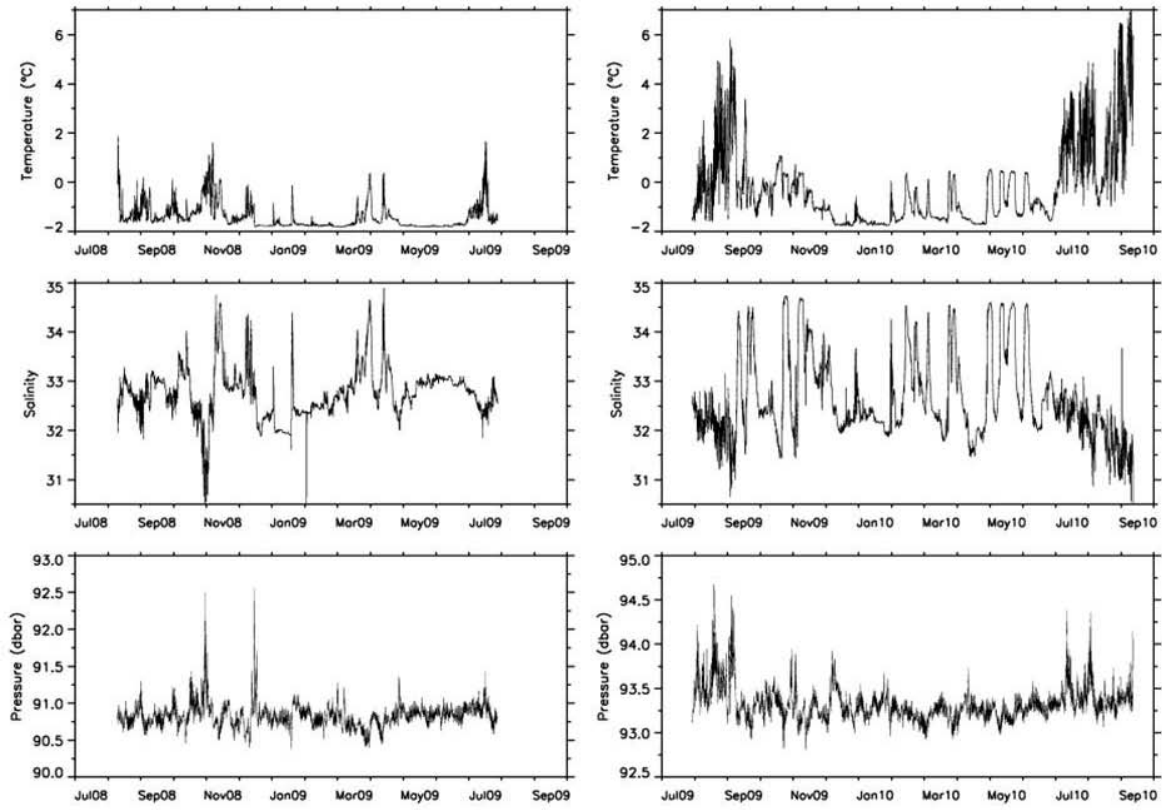 6
4
2
0
-2
Temperature (°C)
Jul08 Sep08 Nov08 Jan09 Mar09 May09 Jul09 Sep09
6
4
2
0
-2
Temperature (°C)
Jul09 Sep09 Nov09 Jan10 Mar10 May10 Jul10 Sep10
35
34
33
32
31
Salinity
Jul08 Sep08 Nov08 Jan09 Mar09 May09 Jul09 Sep09
35
34
33
32
31
Salinity
Jul09 Sep09 Nov09 Jan10 Mar10 May10 Jul10 Sep10
93.0
92.5
92.0
91.5
91.0
90.5
90.0
Pressure (dbar)
Jul08 Sep08 Nov08 Jan09 Mar09 May09 Jul09 Sep09
95.0
94.5
94.0
93.5
93.0
92.5
Pressure (dbar)
Jul09 Sep09 Nov09 Jan10 Mar10 May10 Jul10 Sep10